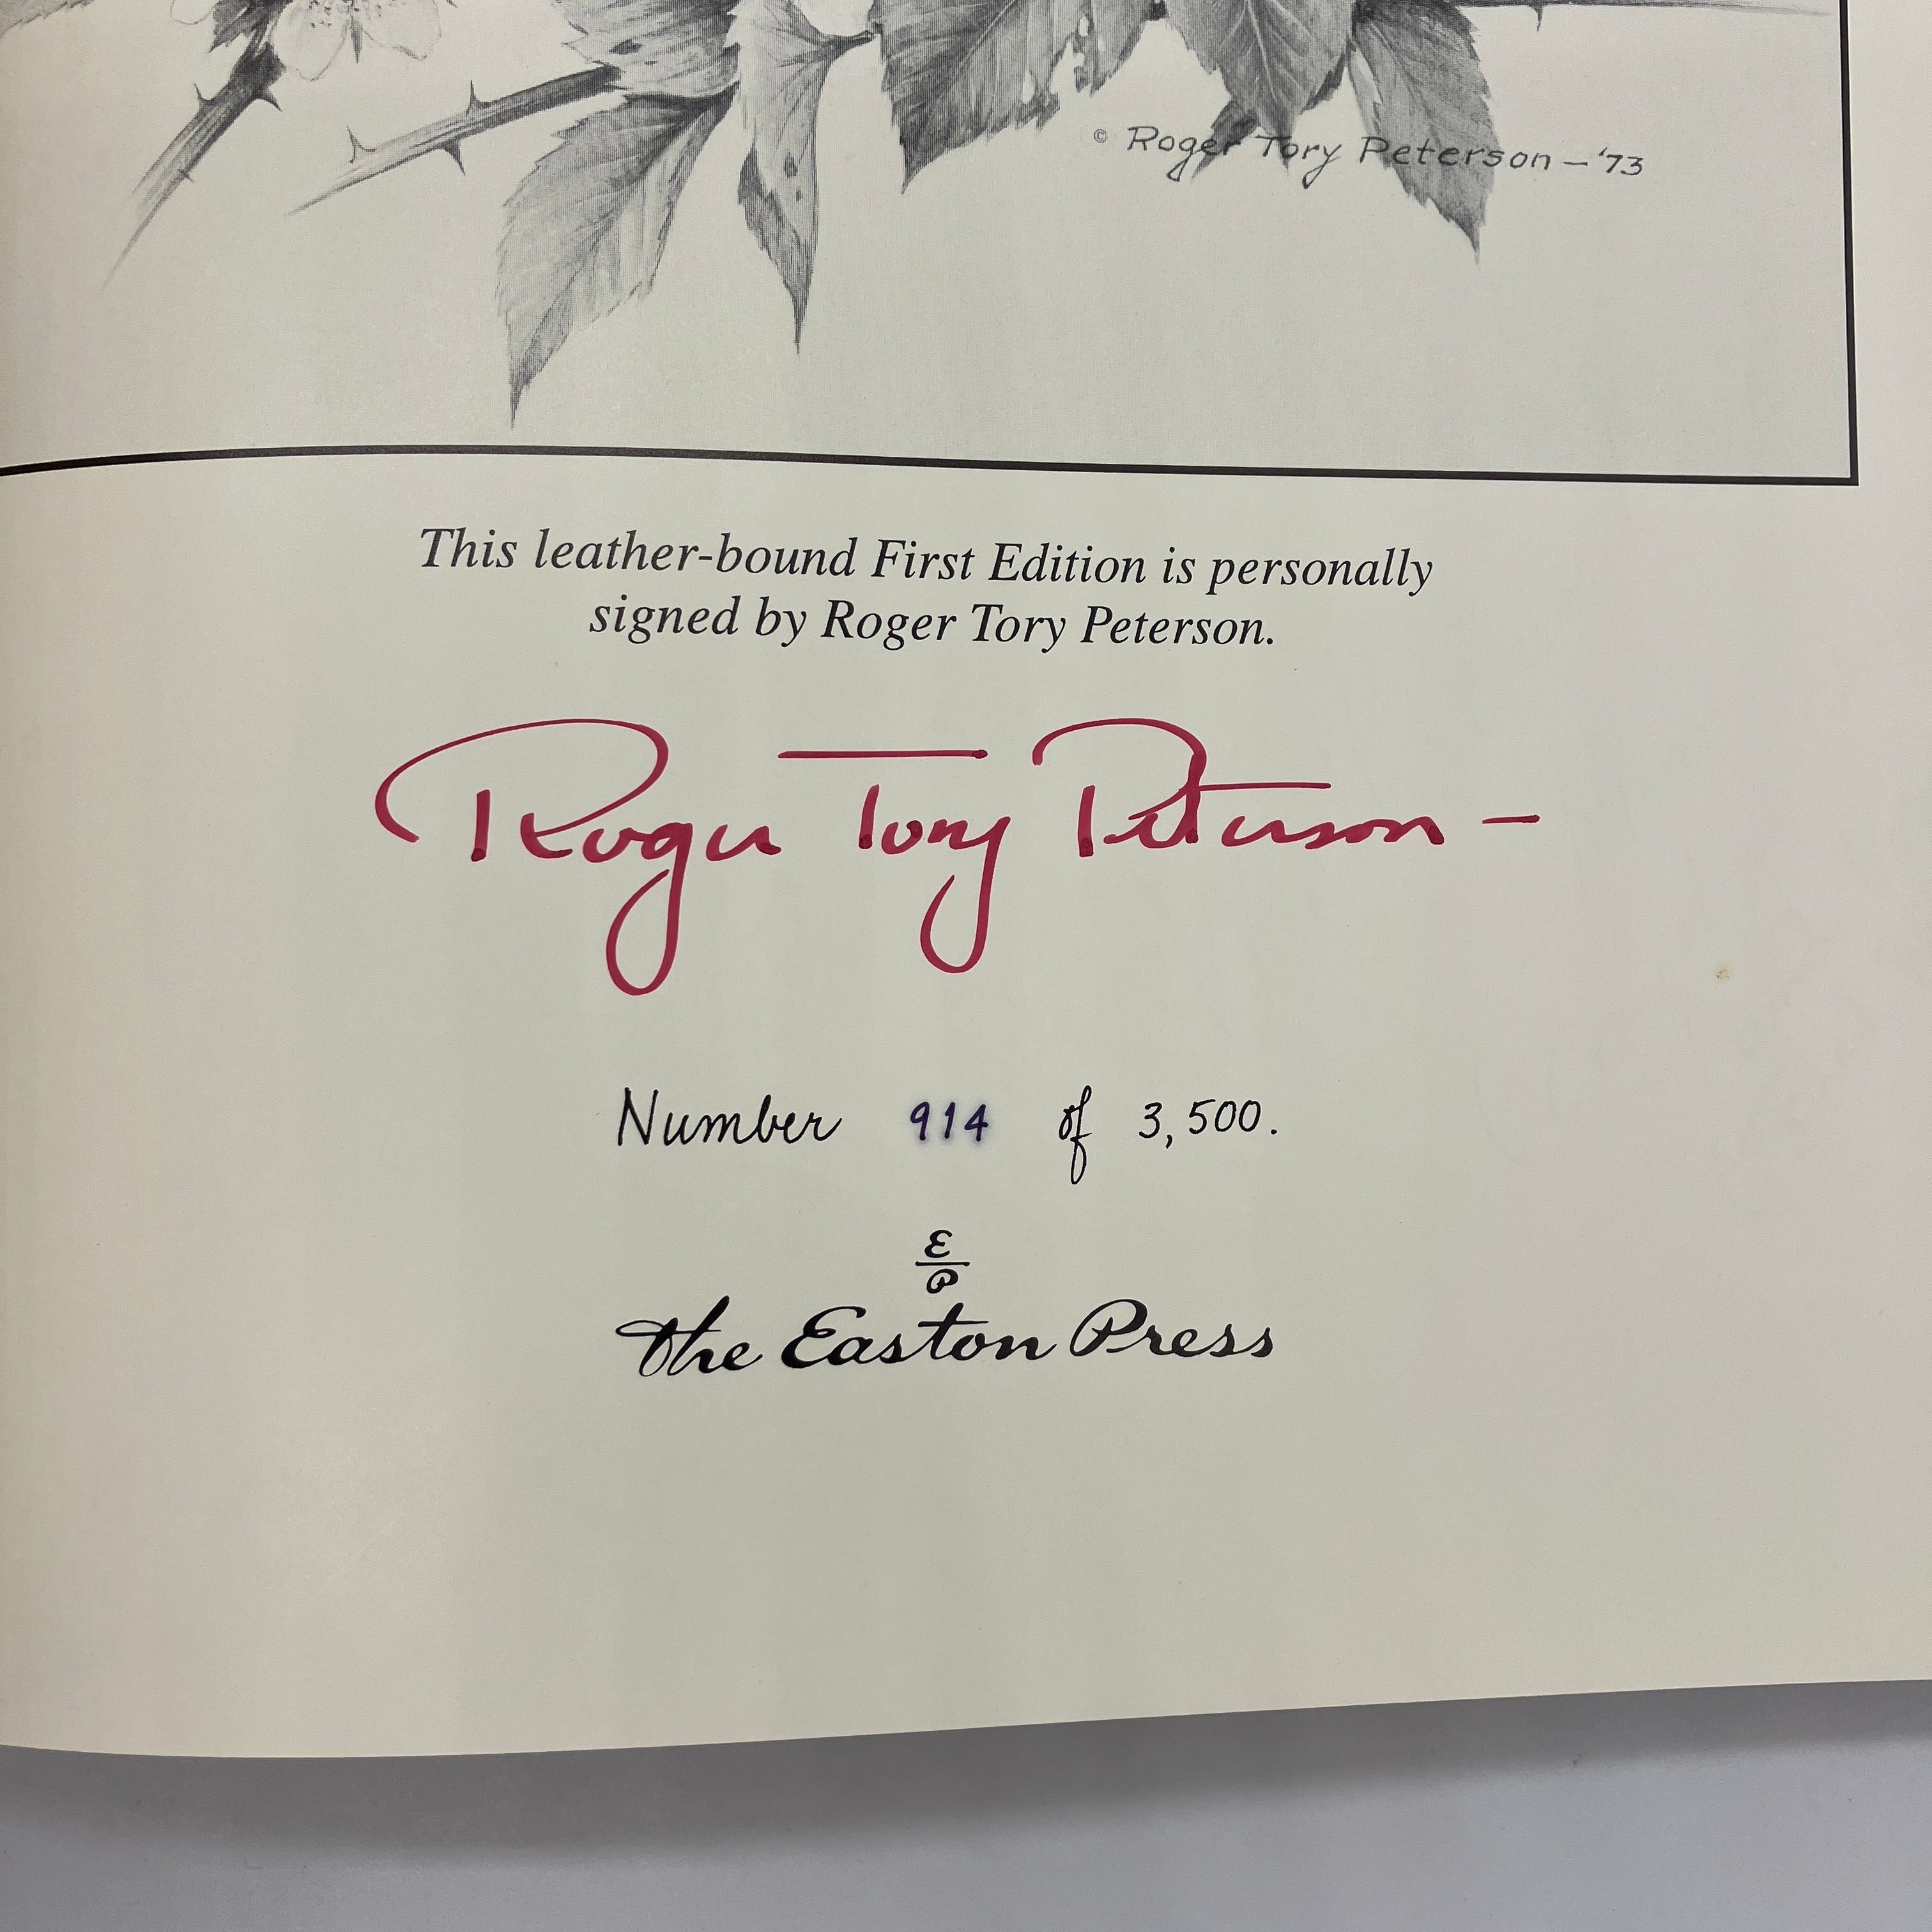 © Roger Tory Peterson – '73
This leather-bound First Edition is personally
signed by Roger Tory Peterson.
Roger Tory Peterson –
Number 914 of 3,500.
E
P
The Easton Press